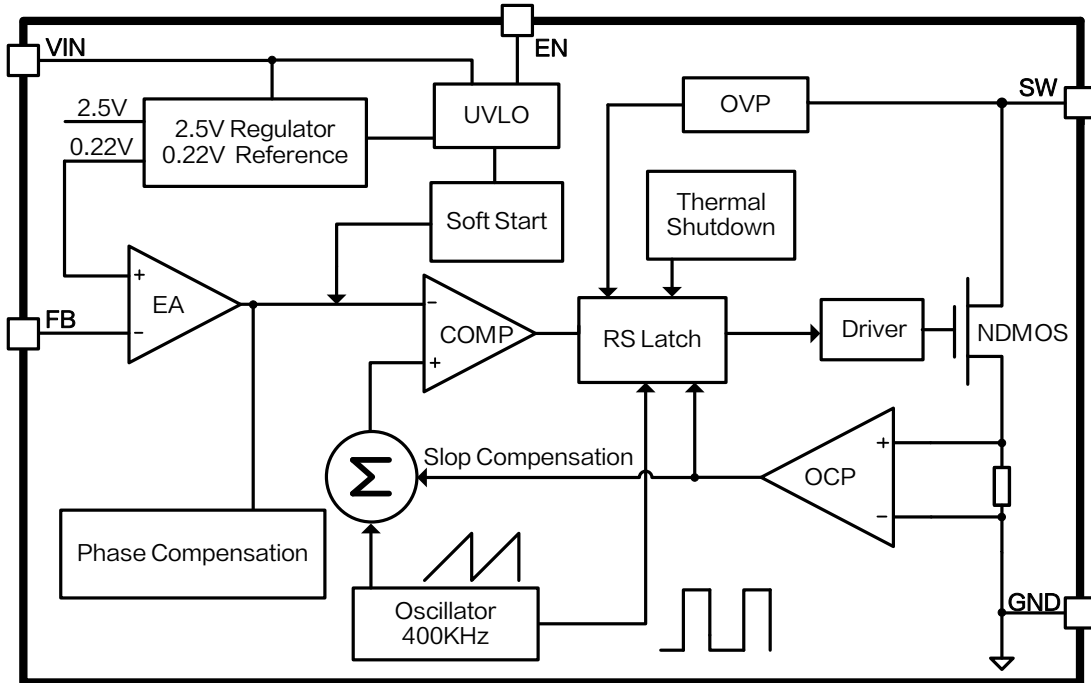 VIN
EN
SW
2.5V
0.22V
2.5V Regulator
0.22V Reference
UVLO
OVP
Soft Start
Thermal
Shutdown
+
EA
−
FB
−
COMP
+
RS Latch
Driver
NDMOS
Slop Compensation
Σ
+
OCP
−
Phase Compensation
Oscillator
400KHz
GND